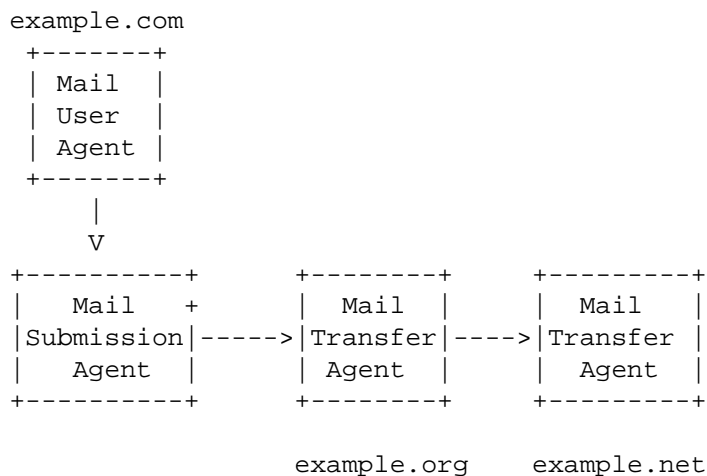 example.com
+-------+
| Mail |
| User |
| Agent |
+-------+
|
V
+----------+ +--------+ +---------+
| Mail + | Mail | | Mail |
|Submission|----->|Transfer|---->|Transfer |
| Agent | | Agent | | Agent |
+----------+ +--------+ +---------+
example.org example.net